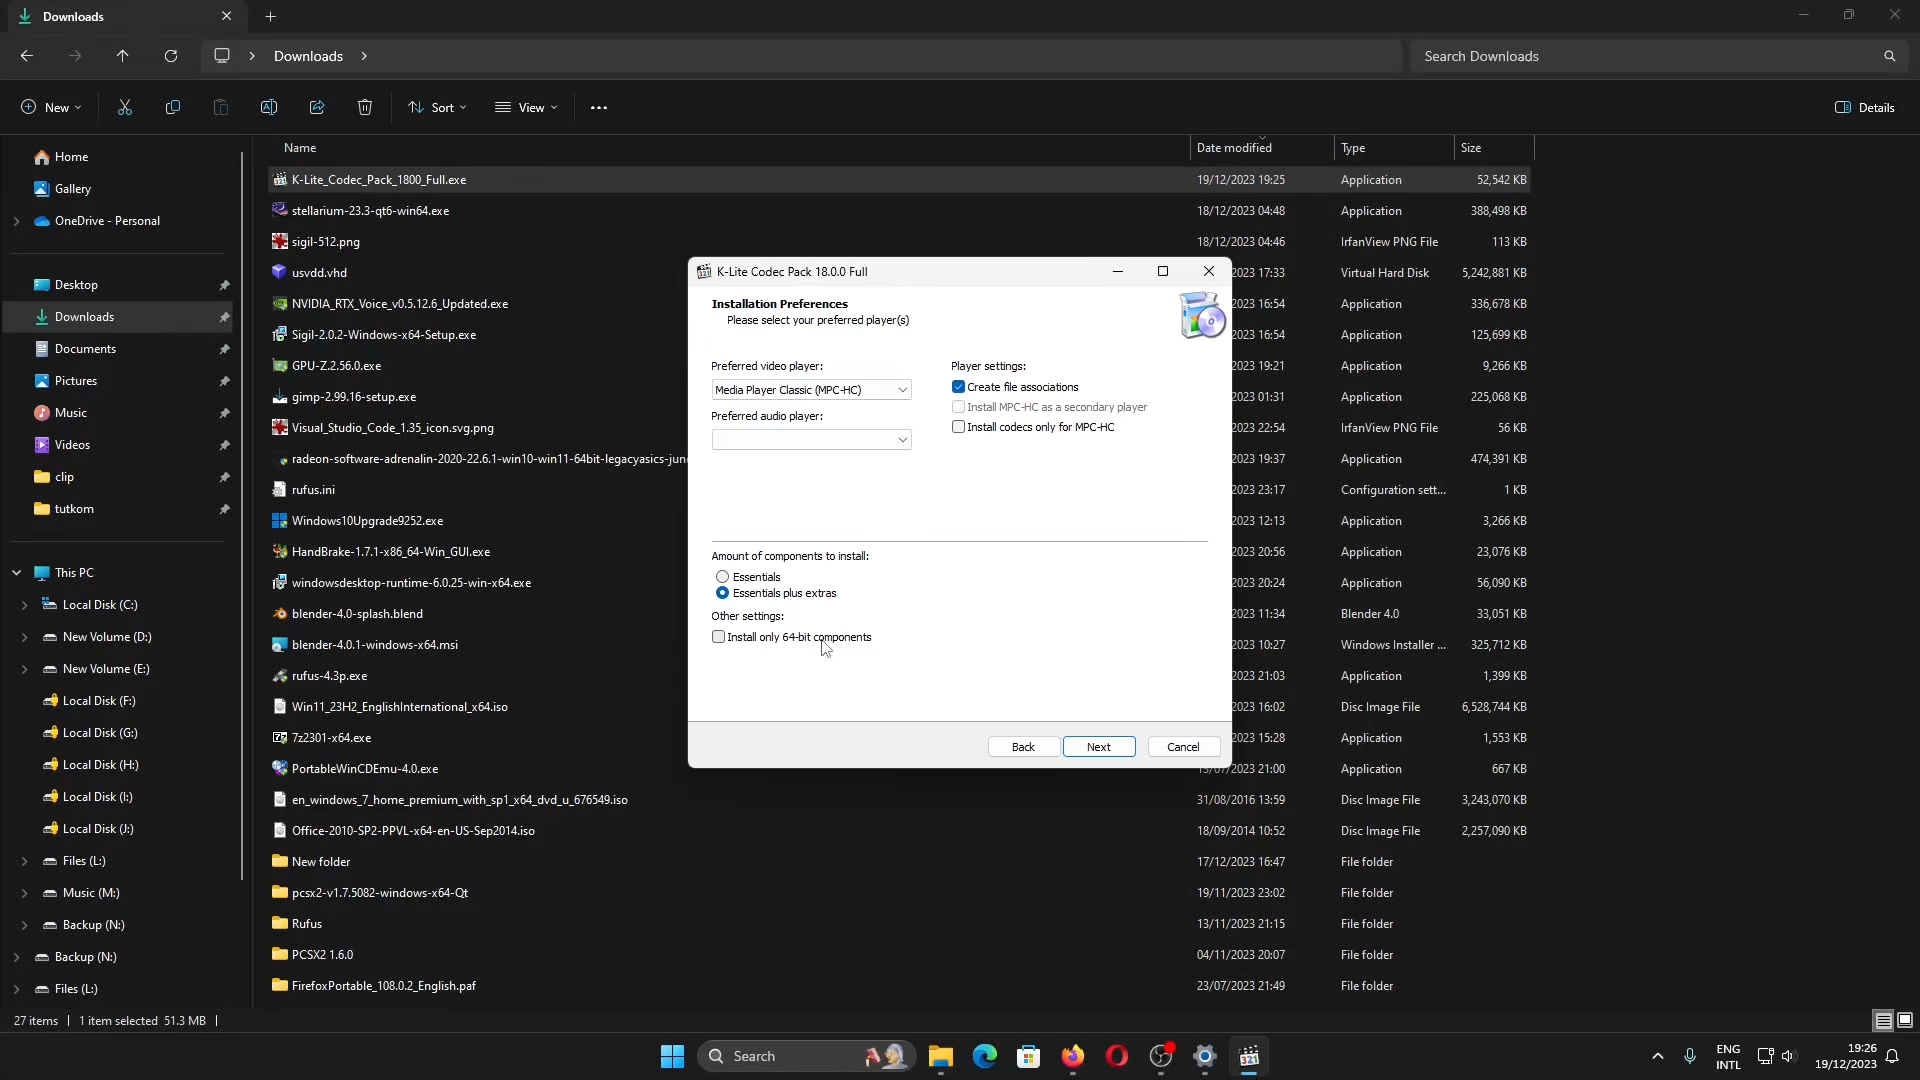 Downloads
Downloads
Search Downloads
New
Sort
View
Details
Home
Gallery
OneDrive - Personal
Desktop
Downloads
Documents
Pictures
Music
Videos
clip
tutkom
This PC
Local Disk (C:)
New Volume (D:)
New Volume (E:)
Local Disk (F:)
Local Disk (G:)
Local Disk (H:)
Local Disk (I:)
Local Disk (J:)
Files (L:)
Music (M:)
Backup (N:)
Backup (N:)
Files (L:)
Name Date modified Type Size
K-Lite_Codec_Pack_1800_Full.exe 19/12/2023 19:25 Application 52,542 KB
stellarium-23.3-qt6-win64.exe 18/12/2023 04:48 Application 388,498 KB
sigil-512.png 18/12/2023 04:46 IrfanView PNG File 113 KB
usvdd.vhd 2023 17:33 Virtual Hard Disk 5,242,881 KB
NVIDIA_RTX_Voice_v0.5.12.6_Updated.exe 2023 16:54 Application 336,678 KB
Sigil-2.0.2-Windows-x64-Setup.exe 2023 16:54 Application 125,699 KB
GPU-Z.2.56.0.exe 2023 19:21 Application 9,266 KB
gimp-2.99.16-setup.exe 2023 01:31 Application 225,068 KB
Visual_Studio_Code_1.35_icon.svg.png 2023 22:54 IrfanView PNG File 56 KB
radeon-software-adrenalin-2020-22.6.1-win10-win11-64bit-legacyasics-jun 2023 19:37 Application 474,391 KB
rufus.ini 2023 23:17 Configuration sett... 1 KB
Windows10Upgrade9252.exe 2023 12:13 Application 3,266 KB
HandBrake-1.7.1-x86_64-Win_GUI.exe 2023 20:56 Application 23,076 KB
windowsdesktop-runtime-6.0.25-win-x64.exe 2023 20:24 Application 56,090 KB
blender-4.0-splash.blend 2023 11:34 Blender 4.0 33,051 KB
blender-4.0.1-windows-x64.msi 2023 10:27 Windows Installer ... 325,712 KB
rufus-4.3p.exe 2023 21:03 Application 1,399 KB
Win11_23H2_EnglishInternational_x64.iso 2023 16:02 Disc Image File 6,528,744 KB
7z2301-x64.exe 2023 15:28 Application 1,553 KB
PortableWinCDEmu-4.0.exe 15/07/2023 21:00 Application 667 KB
en_windows_7_home_premium_with_sp1_x64_dvd_u_676549.iso 31/08/2016 13:59 Disc Image File 3,243,070 KB
Office-2010-SP2-PPVL-x64-en-US-Sep2014.iso 18/09/2014 10:52 Disc Image File 2,257,090 KB
New folder 17/12/2023 16:47 File folder
pcsx2-v1.7.5082-windows-x64-Qt 19/11/2023 23:02 File folder
Rufus 13/11/2023 21:15 File folder
PCSX2 1.6.0 04/11/2023 20:07 File folder
FirefoxPortable_108.0.2_English.paf 23/07/2023 21:49 File folder
K-Lite Codec Pack 18.0.0 Full
Installation Preferences
Please select your preferred player(s)
Preferred video player:
Media Player Classic (MPC-HC)
Preferred audio player:
Player settings:
Create file associations
Install MPC-HC as a secondary player
Install codecs only for MPC-HC
Amount of components to install:
Essentials
Essentials plus extras
Other settings:
Install only 64-bit components
Back Next Cancel
27 items 1 item selected 51.3 MB
Search
321
ENG
INTL
19:26
19/12/2023